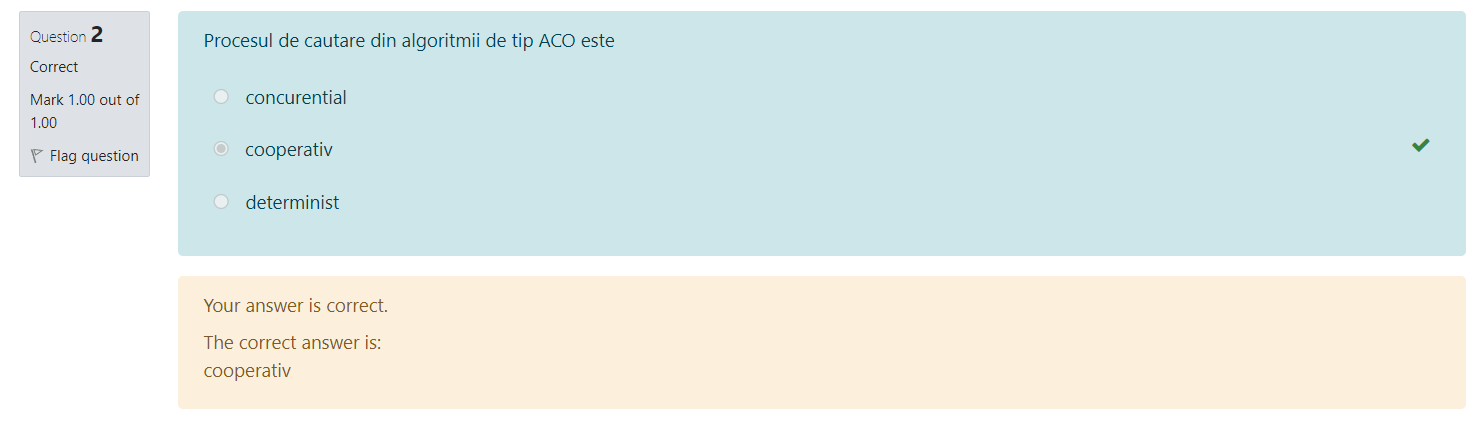 Question 2
Correct
Mark 1.00 out of
1.00
Flag question
Procesul de cautare din algoritmii de tip ACO este
concurential
cooperativ
determinist
Your answer is correct.
The correct answer is:
cooperativ